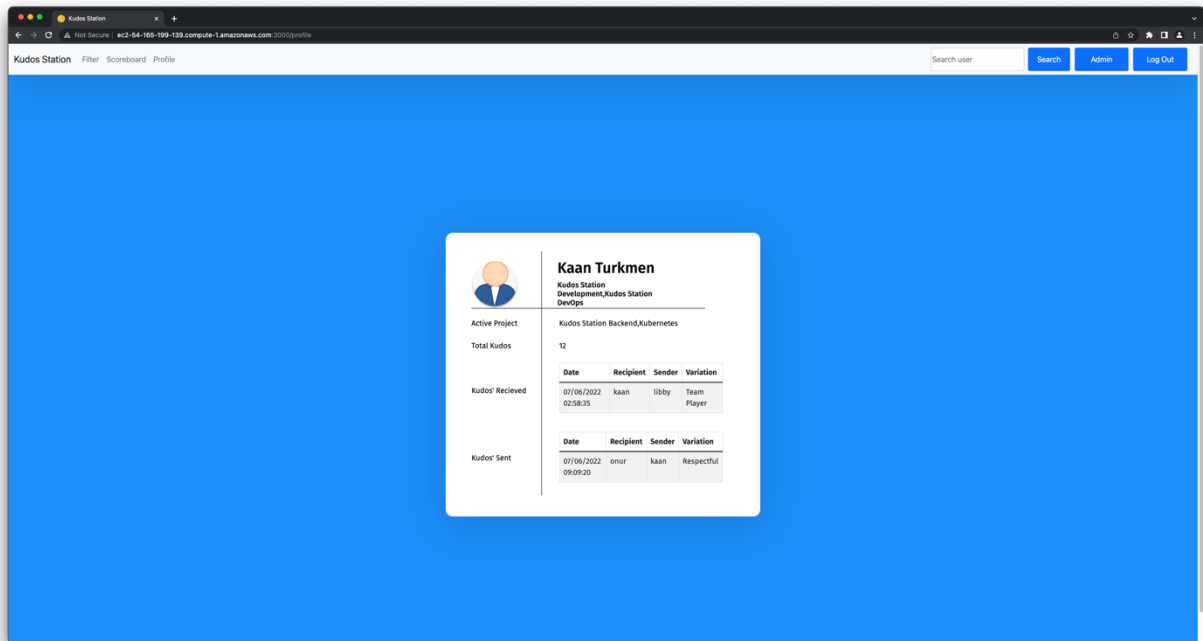 Kudos Station
Not Secure | ec2-54-165-199-139.compute-1.amazonaws.com:3000/profile
Kudos Station Filter Scoreboard Profile Search user Search Admin Log Out
Kaan Turkmen
Kudos Station
Development,Kudos Station
DevOps
Active Project Kudos Station Backend,Kubernetes
Total Kudos 12
Kudos' Recieved
Date Recipient Sender Variation
07/06/2022 kaan libby Team
02:58:35 Player
Kudos' Sent
Date Recipient Sender Variation
07/06/2022 onur kaan Respectful
09:09:20